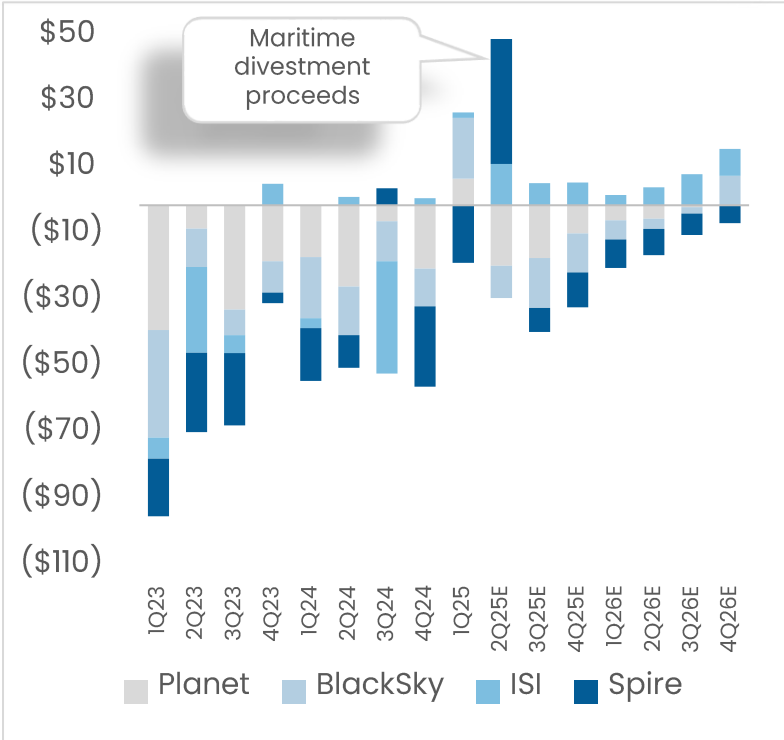 $50
Maritime
divestment
proceeds
$30
$10
($10)
($30)
($50)
($70)
($90)
($110)
1Q23
2Q23
3Q23
4Q23
1Q24
2Q24
3Q24
4Q24
1Q25
2Q25E
3Q25E
4Q25E
1Q26E
2Q26E
3Q26E
4Q26E
Planet BlackSky ISI Spire